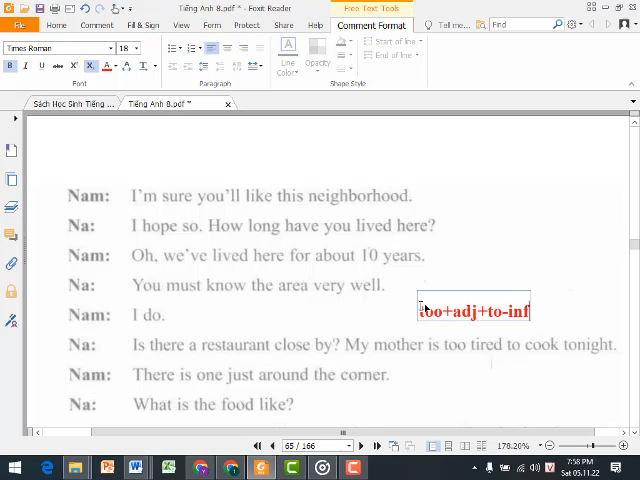 Tiếng Anh 8.pdf * - Foxit Reader
Free Text Tools
File
Home
Comment
View
Form
Protect
Share
Help
Comment Format
Tell me...
Find
Times Roman
18
B I U abc X² X₂ A
Font
Paragraph
Line Color
Opacity
Start of line
End of line
Shape Style
Sách Học Sinh Tiếng ...
Tiếng Anh 8.pdf *
Nam: I'm sure you'll like this neighborhood.
Na: I hope so. How long have you lived here?
Nam: Oh, we've lived here for about 10 years.
Na: You must know the area very well.
too+adj+to-inf
Nam: I do.
Na: Is there a restaurant close by? My mother is too tired to cook tonight.
Nam: There is one just around the corner.
Na: What is the food like?
65 / 166
178.20%
7:58 PM
Sat 05.11.22